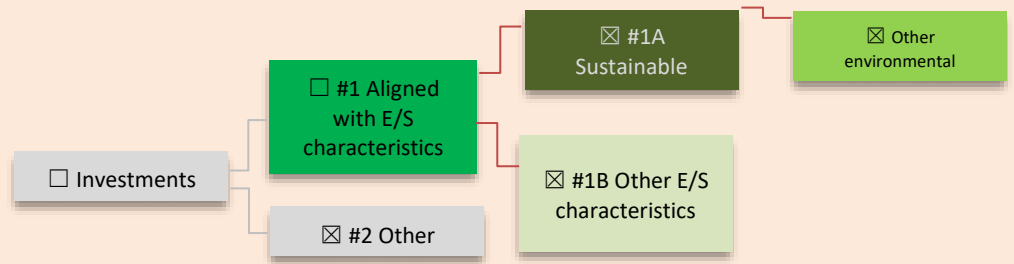 ☐ Investments
☐ #1 Aligned
with E/S
characteristics
☒ #2 Other
☒ #1A
Sustainable
☒ #1B Other E/S
characteristics
☒ Other
environmental